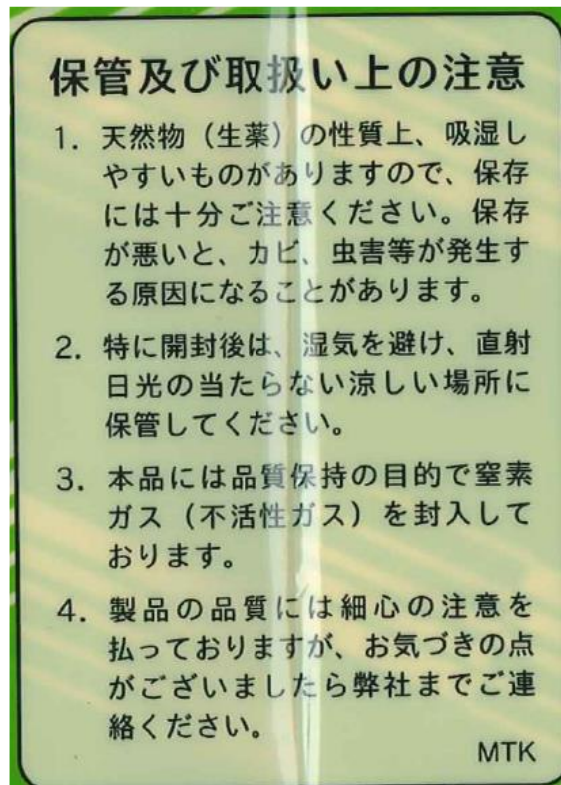 保管及び取扱い上の注意
1. 天然物（生薬）の性質上、吸湿し
やすいものがありますので、保存
には十分ご注意ください。保存
が悪いと、カビ、虫害等が発生す
る原因になることがあります。
2. 特に開封後は、湿気を避け、直射
日光の当たらない涼しい場所に
保管してください。
3. 本品には品質保持の目的で窒素
ガス（不活性ガス）を封入して
おります。
4. 製品の品質には細心の注意を
払っておりますが、お気づきの点
がございましたら弊社までご連
絡ください。
MTK